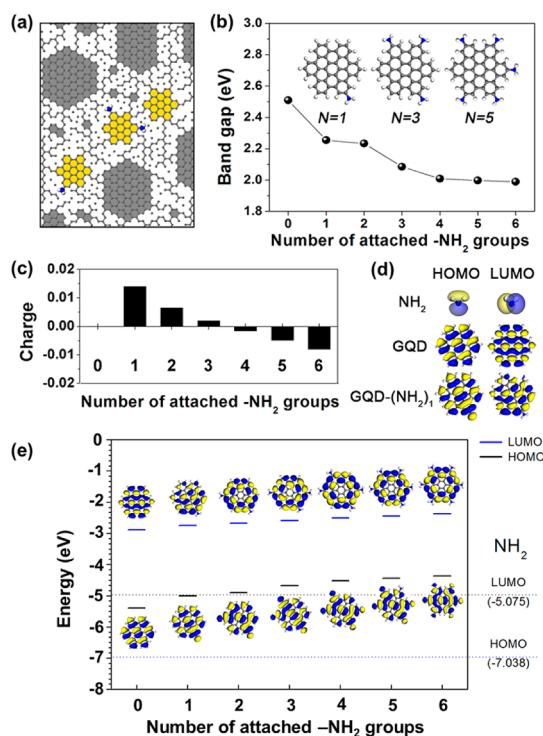 (a)
(b)
Band gap (eV)
3.0
2.8
2.6
2.4
2.2
2.0
1.8
N=1
N=3
N=5
0 1 2 3 4 5 6
Number of attached -NH₂ groups
(c)
Charge
0.02
0.01
0.00
-0.01
-0.02
0 1 2 3 4 5 6
Number of attached -NH₂ groups
(d)
HOMO LUMO
NH₂
GQD
GQD-(NH₂)₁
(e)
Energy (eV)
0
-1
-2
-3
-4
-5
-6
-7
-8
LUMO
HOMO
NH₂
LUMO
(-5.075)
HOMO
(-7.038)
0 1 2 3 4 5 6
Number of attached –NH₂ groups